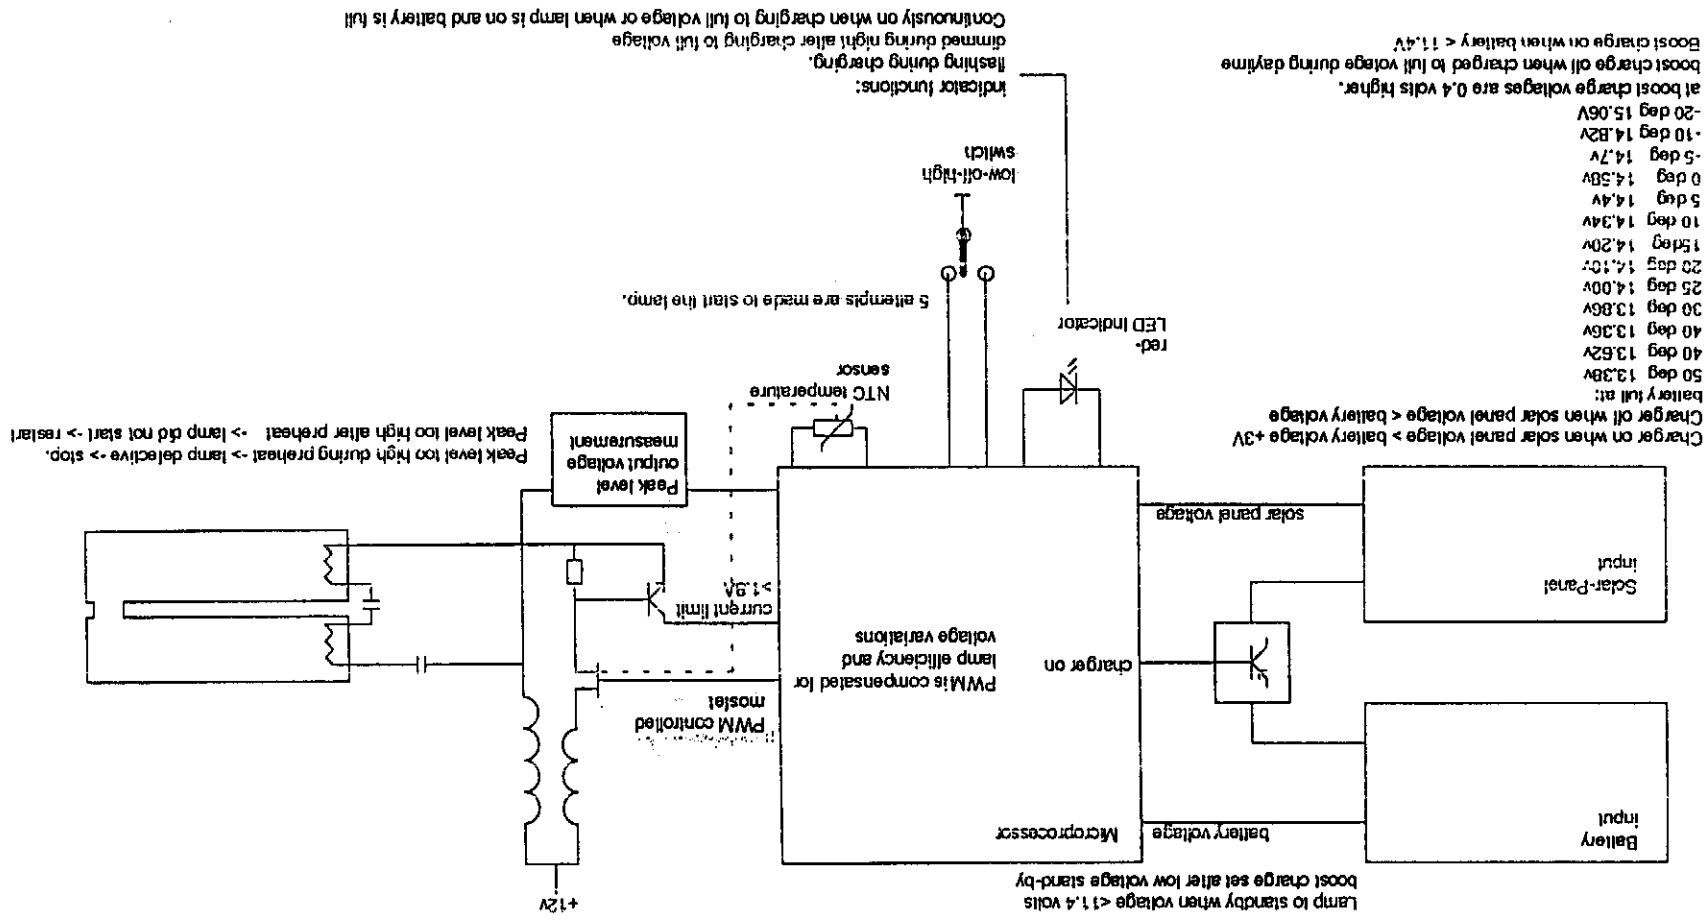 +12v
Lamp to standby when voltage <11.4 volts
boost charge set after low voltage stand-by
Battery
input
battery voltage
Microprocessor
PWM controlled
mosfet
charger on
PWM is compensated for
lamp efficiency and
voltage variations
current limit
>1.9A
Solar-Panel
input
solar panel voltage
Peak level
output voltage
measurement
Peak level too high during preheat -> lamp defective -> stop.
Peak level too high after preheat -> lamp did not start -> restart
Charger on when solar panel voltage > battery voltage +3V
Charger off when solar panel voltage < battery voltage
battery full at:
50 deg 13.38v
40 deg 13.62v
40 deg 13.36v
30 deg 13.86v
25 deg 14.00v
20 deg 14.10v
15deg 14.20v
10 deg 14.34v
5 deg 14.4v
0 deg 14.58v
-5 deg 14.7v
-10 deg 14.82v
-20 deg 15.06V
at boost charge voltages are 0.4 volts higher.
boost charge off when charged to full votage during daytime
Boost charge on when battery < 11.4V
NTC temperature
sensor
red-
LED Indicator
5 attempts are made to start the lamp.
low-off-high
switch
indicator functions:
flashing during charging.
dimmed during night after charging to full voltage
Continuously on when charging to full voltage or when lamp is on and battery is full